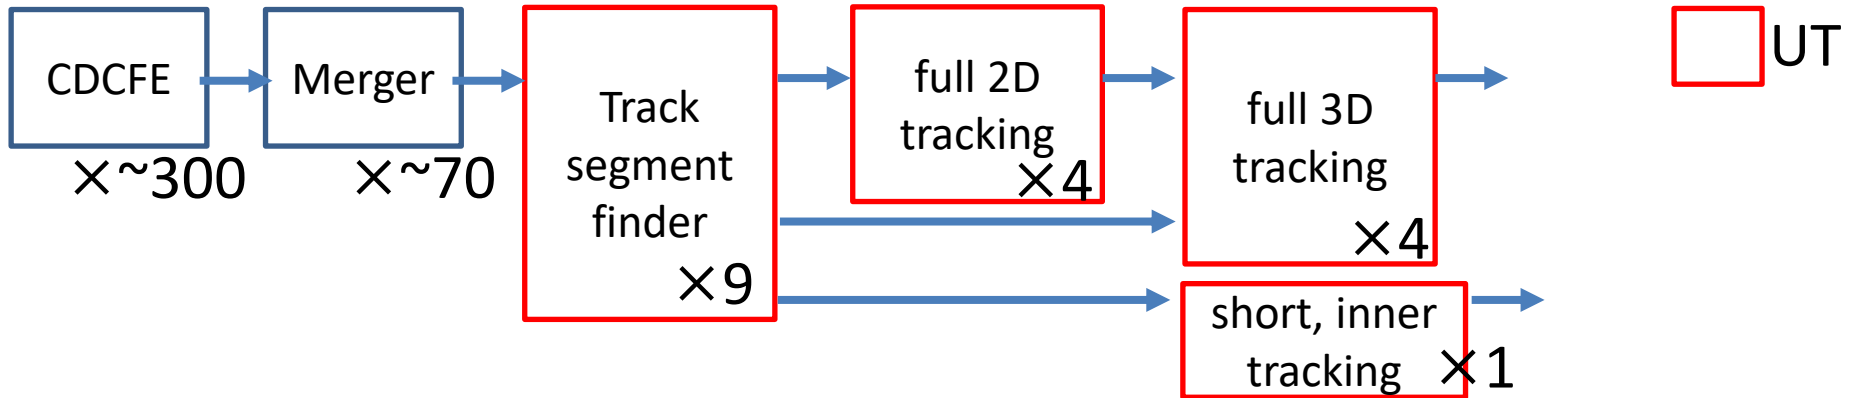 CDCFE
×~300
Merger
×~70
Track
segment
finder
×9
full 2D
tracking
×4
full 3D
tracking
×4
short, inner
tracking
×1
UT